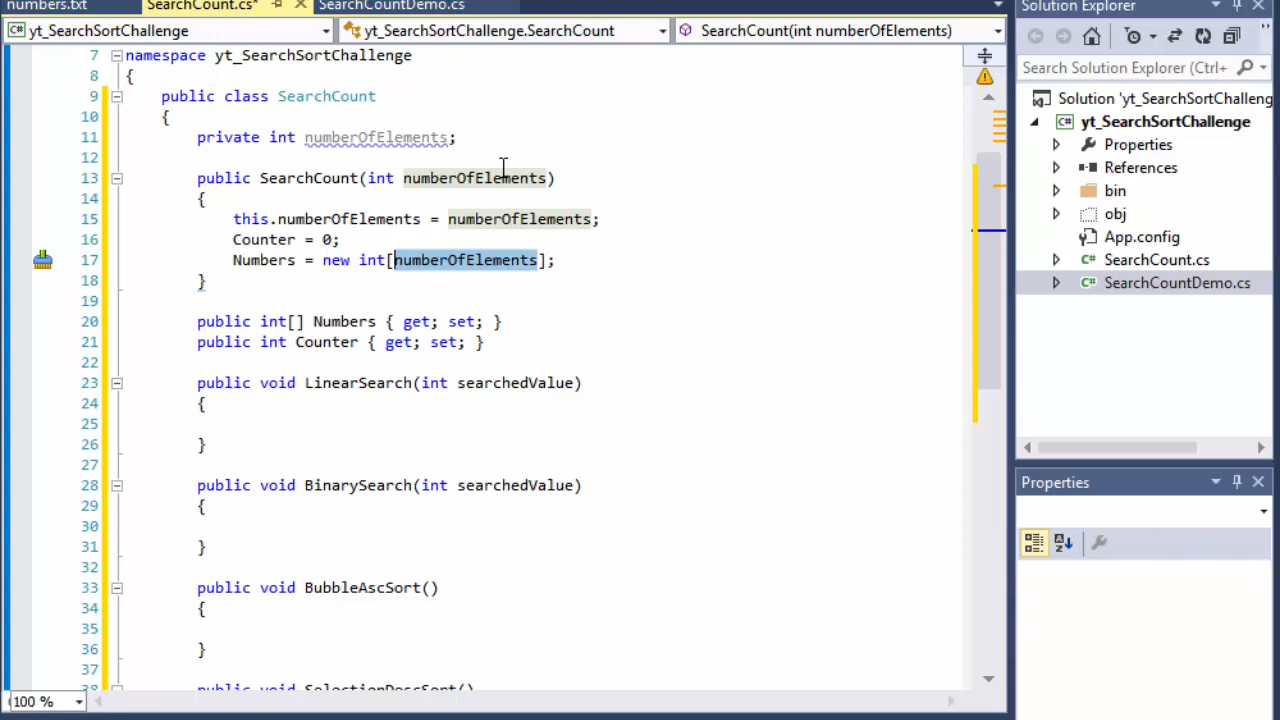 numbers.txt SearchCount.cs* SearchCountDemo.cs
yt_SearchSortChallenge yt_SearchSortChallenge.SearchCount SearchCount(int numberOfElements)
7 namespace yt_SearchSortChallenge
8 {
9 public class SearchCount
10 {
11 private int numberOfElements;
12
13 public SearchCount(int numberOfElements)
14 {
15 this.numberOfElements = numberOfElements;
16 Counter = 0;
17 Numbers = new int[numberOfElements];
18 }
19
20 public int[] Numbers { get; set; }
21 public int Counter { get; set; }
22
23 public void LinearSearch(int searchedValue)
24 {
25
26 }
27
28 public void BinarySearch(int searchedValue)
29 {
30
31 }
32
33 public void BubbleAscSort()
34 {
35
36 }
37
38 public void SelectionDescSort()
100 %
Solution Explorer
Search Solution Explorer (Ctrl+
Solution 'yt_SearchSortChalleng
C# yt_SearchSortChallenge
Properties
References
bin
obj
App.config
C# SearchCount.cs
C# SearchCountDemo.cs
Properties